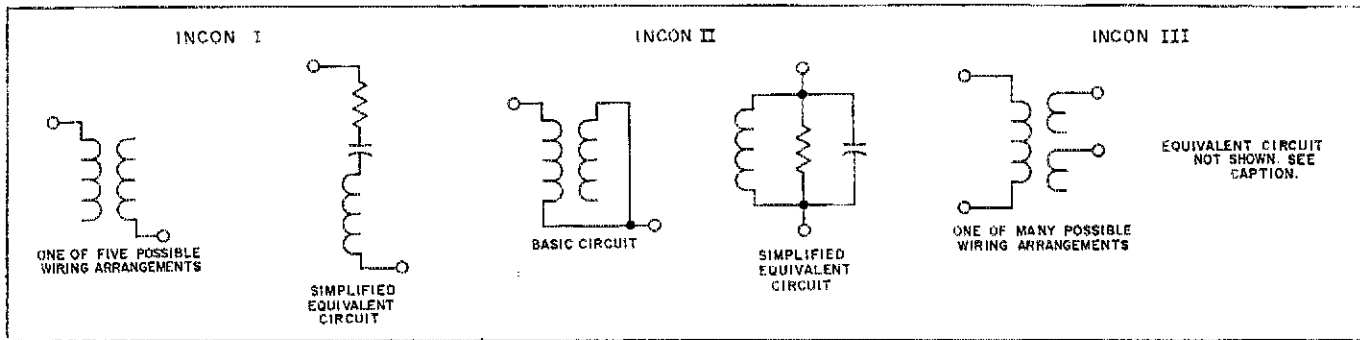 INCON I
ONE OF FIVE POSSIBLE
WIRING ARRANGEMENTS
SIMPLIFIED
EQUIVALENT
CIRCUIT
INCON II
BASIC CIRCUIT
SIMPLIFIED
EQUIVALENT
CIRCUIT
INCON III
ONE OF MANY POSSIBLE
WIRING ARRANGEMENTS
EQUIVALENT CIRCUIT
NOT SHOWN. SEE
CAPTION.